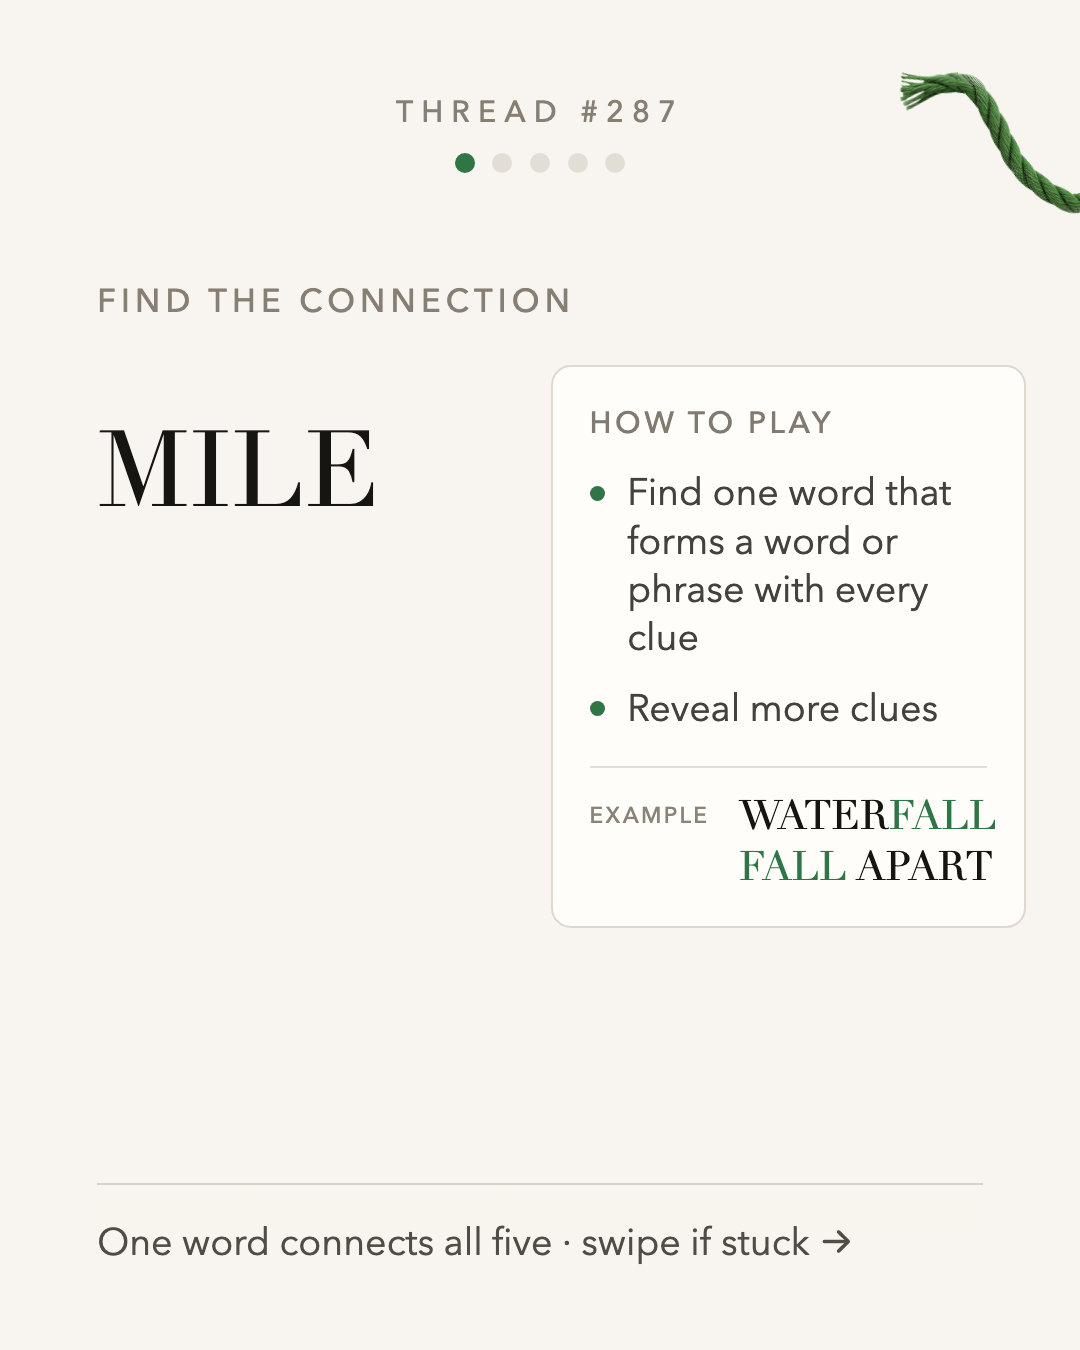 THREAD #287
FIND THE CONNECTION
MILE
HOW TO PLAY
Find one word that
forms a word or
phrase with every
clue
Reveal more clues
EXAMPLE
WATERFALL
FALL APART
One word connects all five · swipe if stuck →